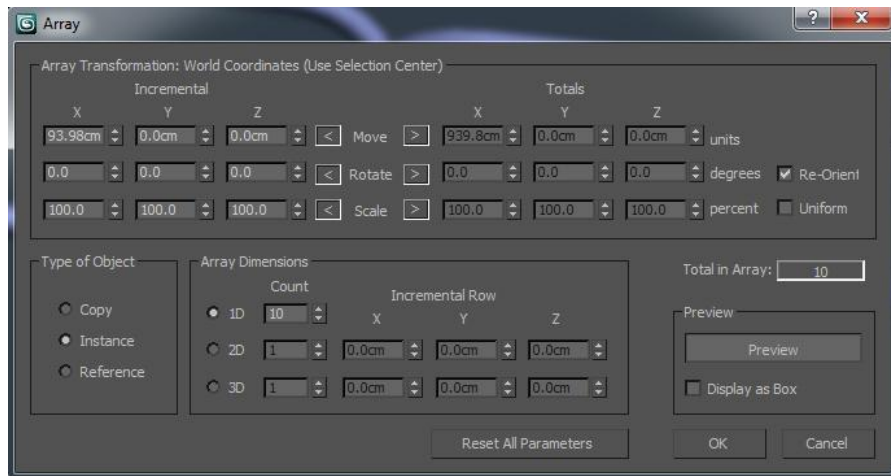 Array
Array Transformation: World Coordinates (Use Selection Center)
Incremental Totals
X Y Z X Y Z
93.98cm 0.0cm 0.0cm < Move > 939.8cm 0.0cm 0.0cm units
0.0 0.0 0.0 < Rotate > 0.0 0.0 0.0 degrees Re-Orient
100.0 100.0 100.0 < Scale > 100.0 100.0 100.0 percent Uniform
Type of Object
Copy
Instance
Reference
Array Dimensions
Count
Incremental Row
1D 10 X Y Z
2D 1 0.0cm 0.0cm 0.0cm
3D 1 0.0cm 0.0cm 0.0cm
Total in Array: 10
Preview
Preview
Display as Box
Reset All Parameters OK Cancel